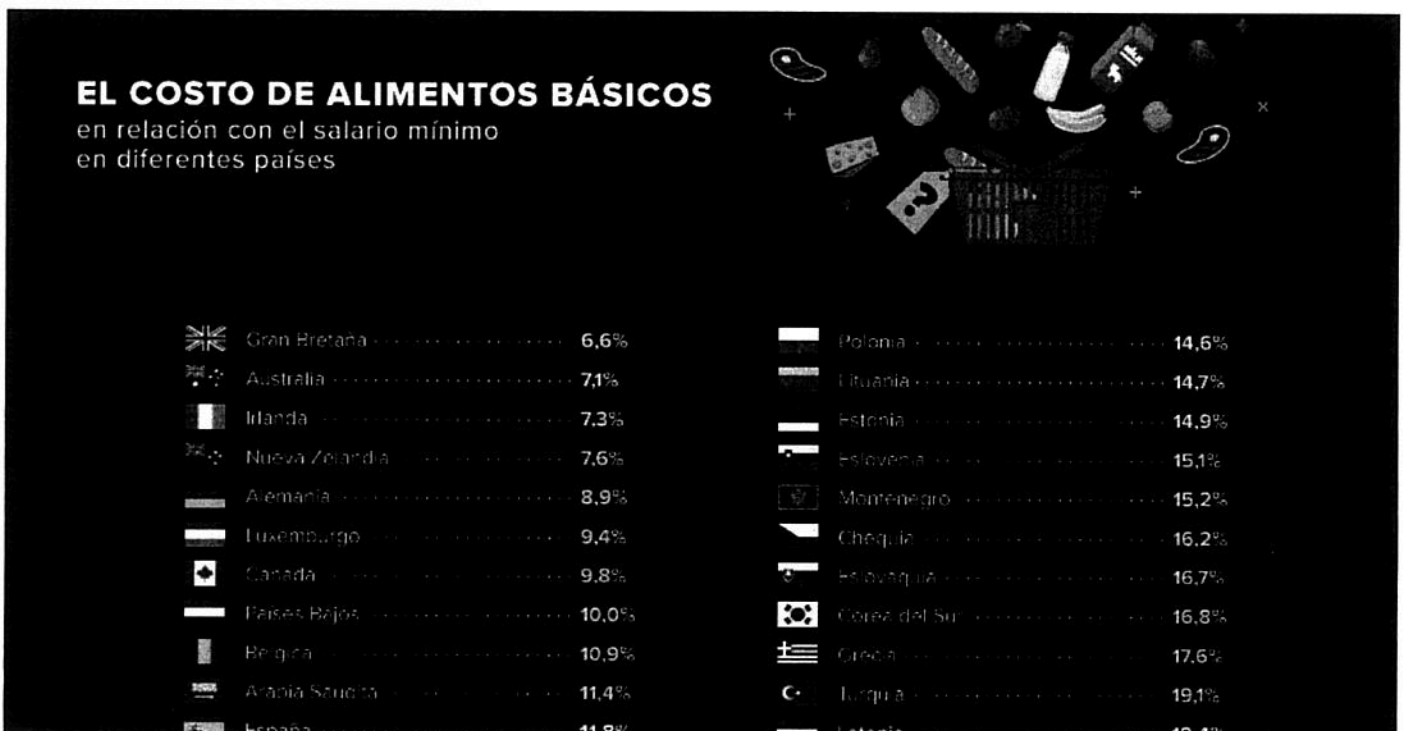 EL COSTO DE ALIMENTOS BÁSICOS
en relación con el salario mínimo
en diferentes países
Gran Bretaña 6,6%
Australia 7,1%
Irlanda 7,3%
Nueva Zelandia 7,6%
Alemania 8,9%
Luxemburgo 9,4%
Canadá 9,8%
Países Bajos 10,0%
Bélgica 10,9%
Arabia Saudita 11,4%
España 11,8%
Polonia 14,6%
Lituania 14,7%
Estonia 14,9%
Eslovenia 15,1%
Montenegro 15,2%
Chequia 16,2%
Eslovaquia 16,7%
Corea del Sur 16,8%
Grecia 17,6%
Turquía 19,1%
Letonia